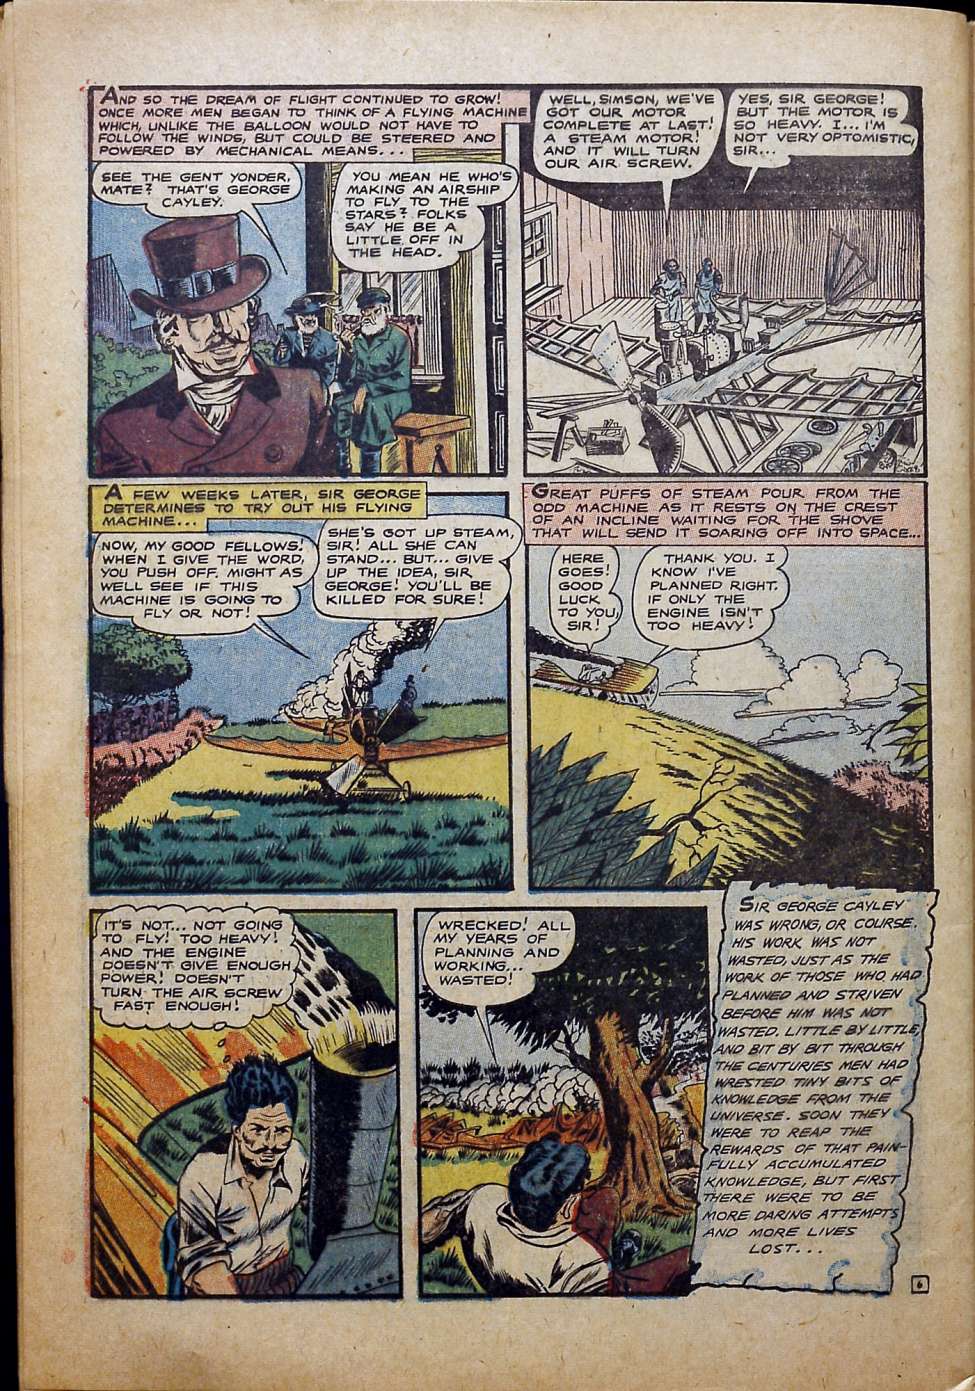 AND SO THE DREAM OF FLIGHT CONTINUED TO GROW!
ONCE MORE MEN BEGAN TO THINK OF A FLYING MACHINE
WHICH, UNLIKE THE BALLOON WOULD NOT HAVE TO
FOLLOW THE WINDS, BUT COULD BE STEERED AND
POWERED BY MECHANICAL MEANS...
SEE THE GENT YONDER,
MATE? THAT'S GEORGE
CAYLEY.
YOU MEAN HE WHO'S
MAKING AN AIRSHIP
TO FLY TO THE
STARS? FOLKS
SAY HE BE A
LITTLE OFF IN
THE HEAD.
WELL, SIMSON, WE'VE
GOT OUR MOTOR
COMPLETE AT LAST!
A STEAM MOTOR!
AND IT WILL TURN
OUR AIR SCREW.
YES, SIR GEORGE!
BUT THE MOTOR IS
SO HEAVY. I... I'M
NOT VERY OPTOMISTIC,
SIR...
A FEW WEEKS LATER, SIR GEORGE
DETERMINES TO TRY OUT HIS FLYING
MACHINE...
NOW, MY GOOD FELLOWS!
WHEN I GIVE THE WORD,
YOU PUSH OFF. MIGHT AS
WELL SEE IF THIS
MACHINE IS GOING TO
FLY OR NOT!
SHE'S GOT UP STEAM,
SIR! ALL SHE CAN
STAND... BUT... GIVE
UP THE IDEA, SIR
GEORGE! YOU'LL BE
KILLED FOR SURE!
GREAT PUFFS OF STEAM POUR FROM THE
ODD MACHINE AS IT RESTS ON THE CREST
OF AN INCLINE WAITING FOR THE SHOVE
THAT WILL SEND IT SOARING OFF INTO SPACE...
HERE
GOES!
GOOD
LUCK
TO YOU,
SIR!
THANK YOU. I
KNOW I'VE
PLANNED RIGHT.
IF ONLY THE
ENGINE ISN'T
TOO HEAVY!
IT'S NOT... NOT GOING
TO FLY! TOO HEAVY!
AND THE ENGINE
DOESN'T GIVE ENOUGH
POWER! DOESN'T
TURN THE AIR SCREW
FAST ENOUGH!
WRECKED! ALL
MY YEARS OF
PLANNING AND
WORKING...
WASTED!
SIR GEORGE CAYLEY
WAS WRONG, OR COURSE.
HIS WORK WAS NOT
WASTED, JUST AS THE
WORK OF THOSE WHO HAD
PLANNED AND STRIVEN
BEFORE HIM WAS NOT
WASTED. LITTLE BY LITTLE,
AND BIT BY BIT THROUGH
THE CENTURIES MEN HAD
WRESTED TINY BITS OF
KNOWLEDGE FROM THE
UNIVERSE. SOON THEY
WERE TO REAP THE
REWARDS OF THAT PAIN-
FULLY ACCUMULATED
KNOWLEDGE, BUT FIRST
THERE WERE TO BE
MORE DARING ATTEMPTS
AND MORE LIVES
LOST...
6